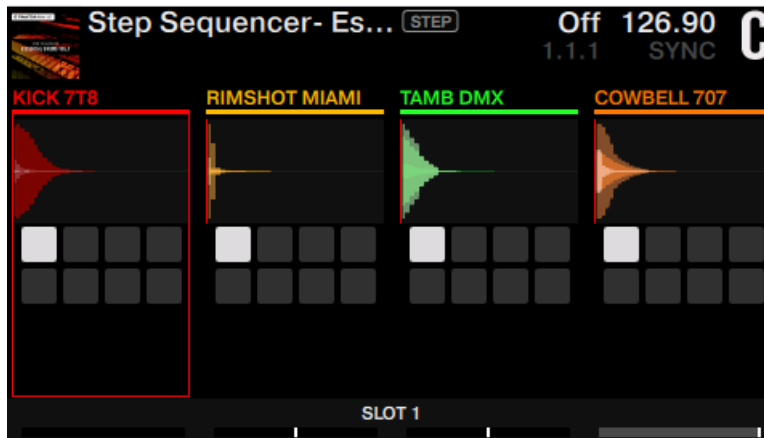 Step Sequencer- Es... STEP Off 126.90 C
1.1.1 SYNC
KICK 7T8 RIMSHOT MIAMI TAMB DMX COWBELL 707
SLOT 1